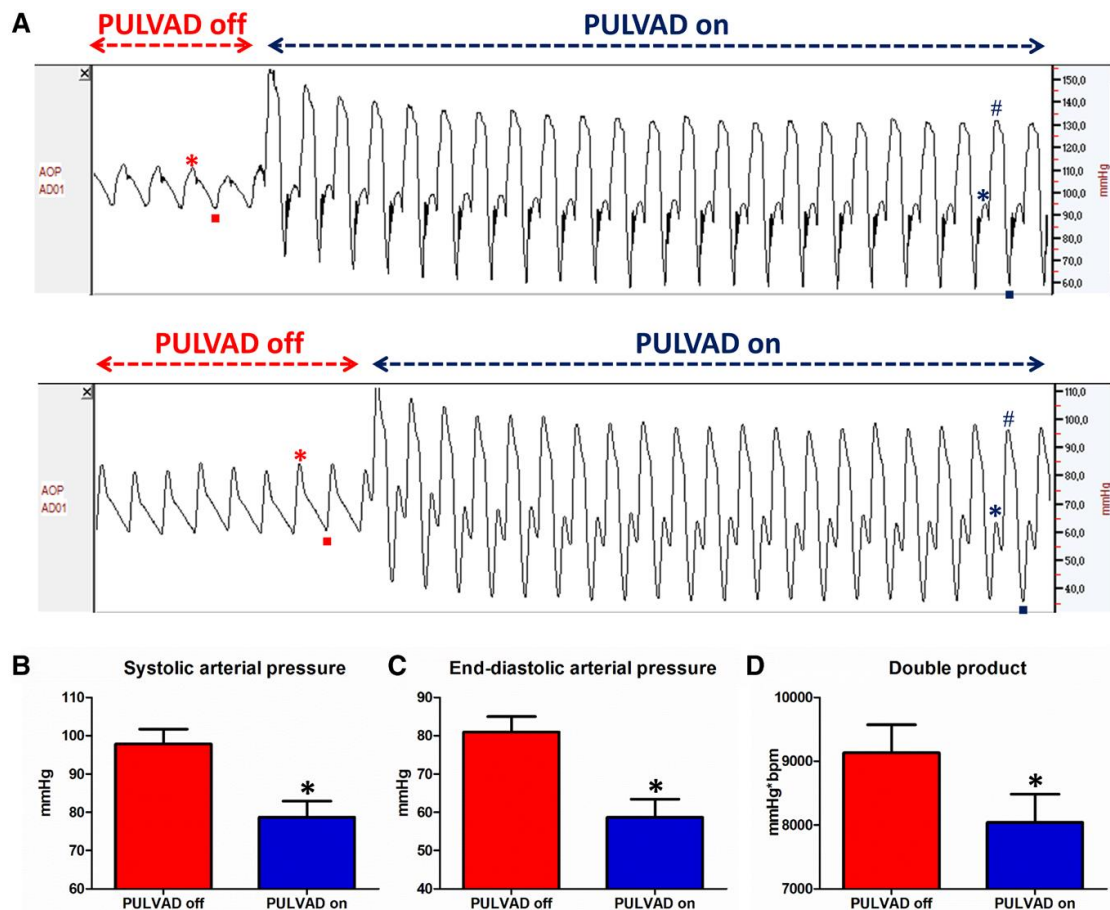 A
PULVAD off PULVAD on
×
AOP
AD01
*
#
*
150,0
140,0
130,0
120,0
110,0
100,0
90,0
80,0
70,0
60,0
mmHg
PULVAD off PULVAD on
×
AOP
AD01
*
#
*
110,0
100,0
90,0
80,0
70,0
60,0
50,0
40,0
mmHg
B Systolic arterial pressure
mmHg
110
100
90
80
70
60
*
PULVAD off PULVAD on
C End-diastolic arterial pressure
mmHg
90
80
70
60
50
40
*
PULVAD off PULVAD on
D Double product
mmHg*bpm
10000
9000
8000
7000
*
PULVAD off PULVAD on